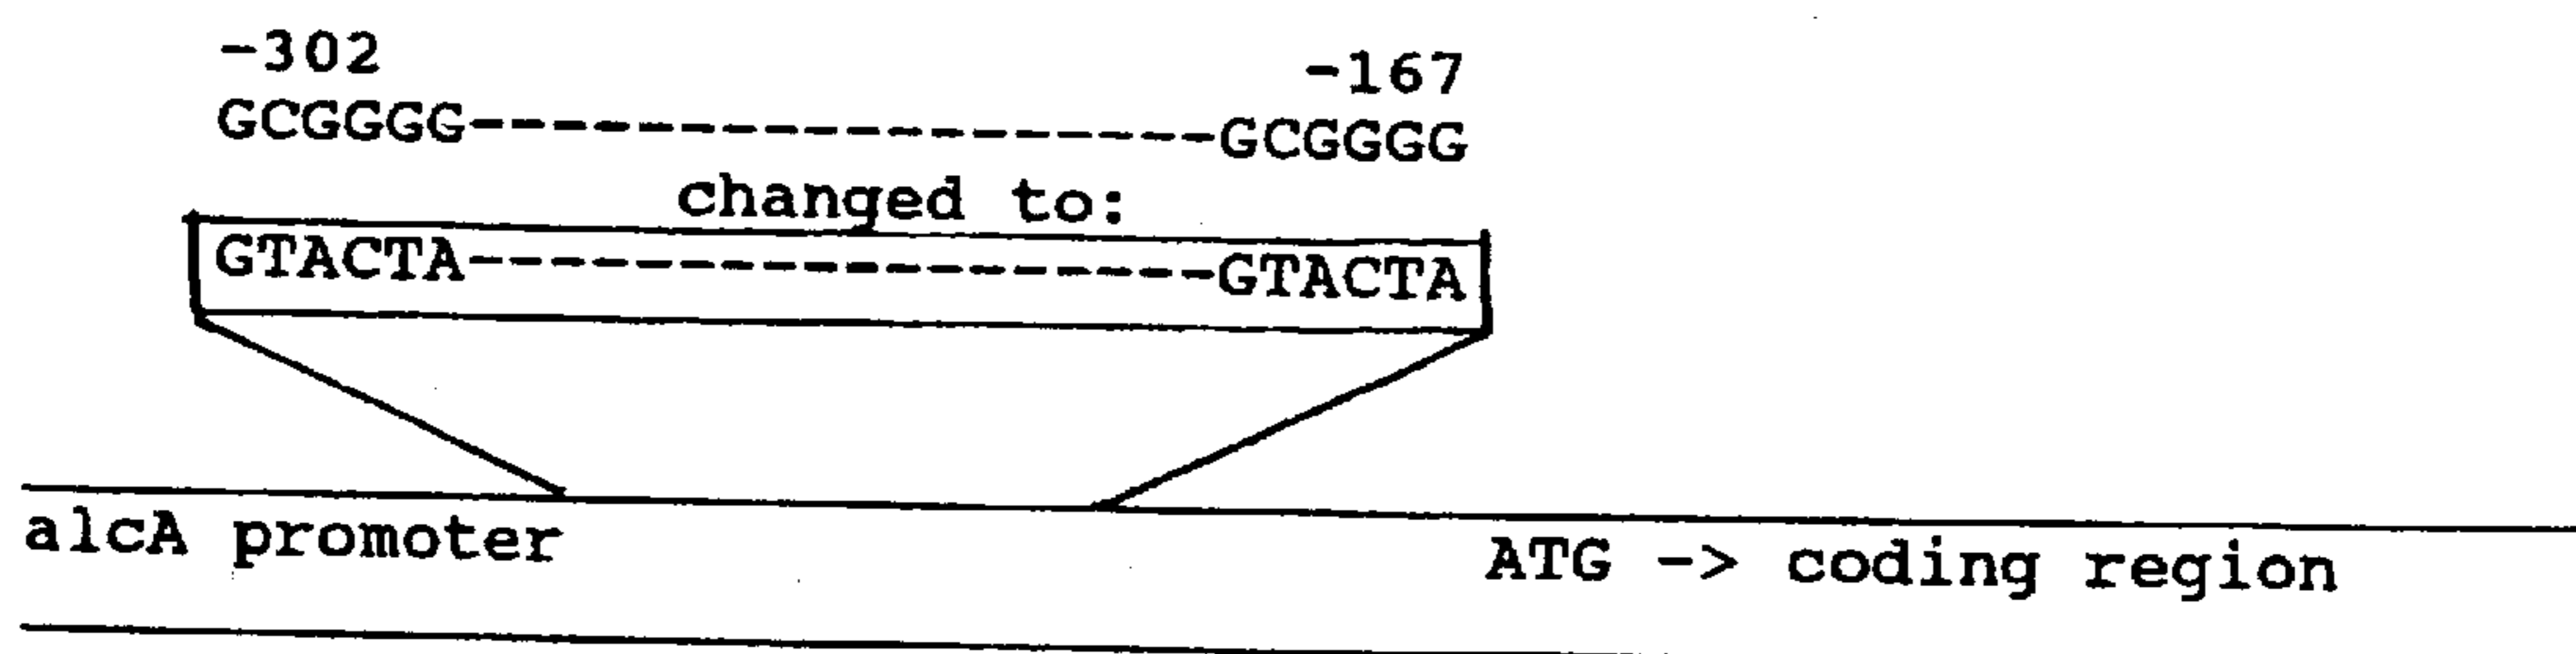 -302 -167
GCGGGG------------------GCGGGG
changed to:
GTACTA------------------GTACTA
alcA promoter ATG -> coding region